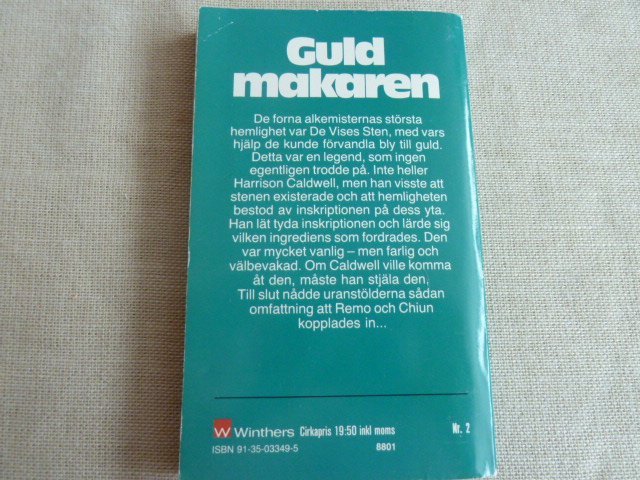 Guld
makaren
De forna alkemisternas största
hemlighet var De Vises Sten, med vars
hjälp de kunde förvandla bly till guld.
Detta var en legend, som ingen
egentligen trodde på. Inte heller
Harrison Caldwell, men han visste att
stenen existerade och att hemligheten
bestod av inskriptionen på dess yta.
Han lät tyda inskriptionen och lärde sig
vilken ingrediens som fordrades. Den
var mycket vanlig – men farlig och
välbevakad. Om Caldwell ville komma
åt den, måste han stjäla den.
Till slut nådde uranstölderna sådan
omfattning att Remo och Chiun
kopplades in...
W Winthers Cirkapris 19:50 inkl moms Nr. 2
ISBN 91-35-03349-5 8801